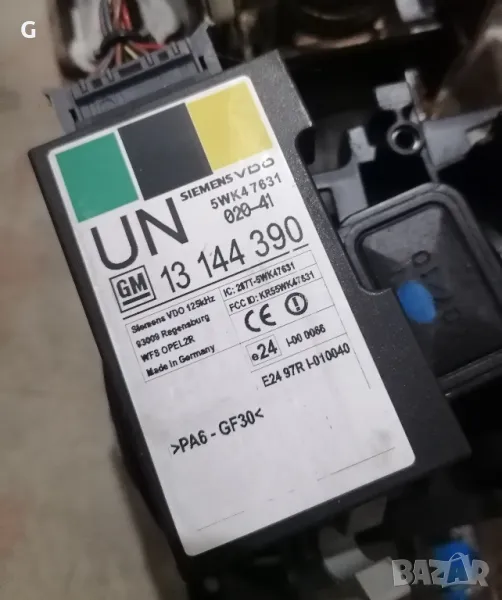 G
SIEMENS VDO
5WK4 7631
020-41
UN
GM 13 144 390
Siemens VDO 125kHz
93009 Regensburg
WFS OPEL2R
Made in Germany
IC: 267T-5WK47631
FCC ID: KR55WK47631
CE
e24 I-00 0066
E24 97R I-010040
>PA6 - GF30<
BAZAR